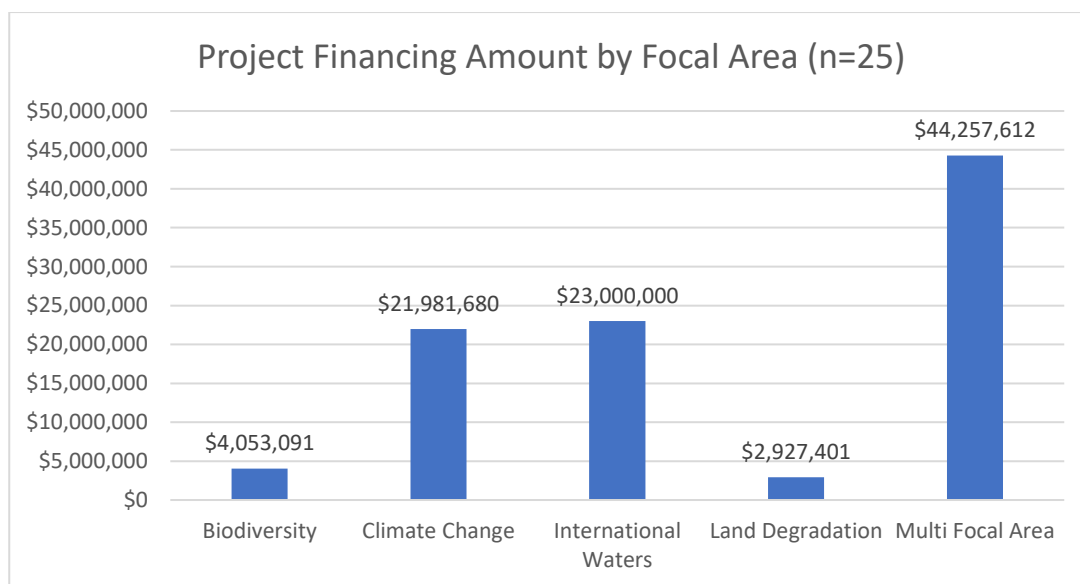 Project Financing Amount by Focal Area (n=25)
$50,000,000
$45,000,000
$40,000,000
$35,000,000
$30,000,000
$25,000,000
$20,000,000
$15,000,000
$10,000,000
$5,000,000
$0
$4,053,091
$21,981,680
$23,000,000
$2,927,401
$44,257,612
Biodiversity
Climate Change
International
Waters
Land Degradation
Multi Focal Area